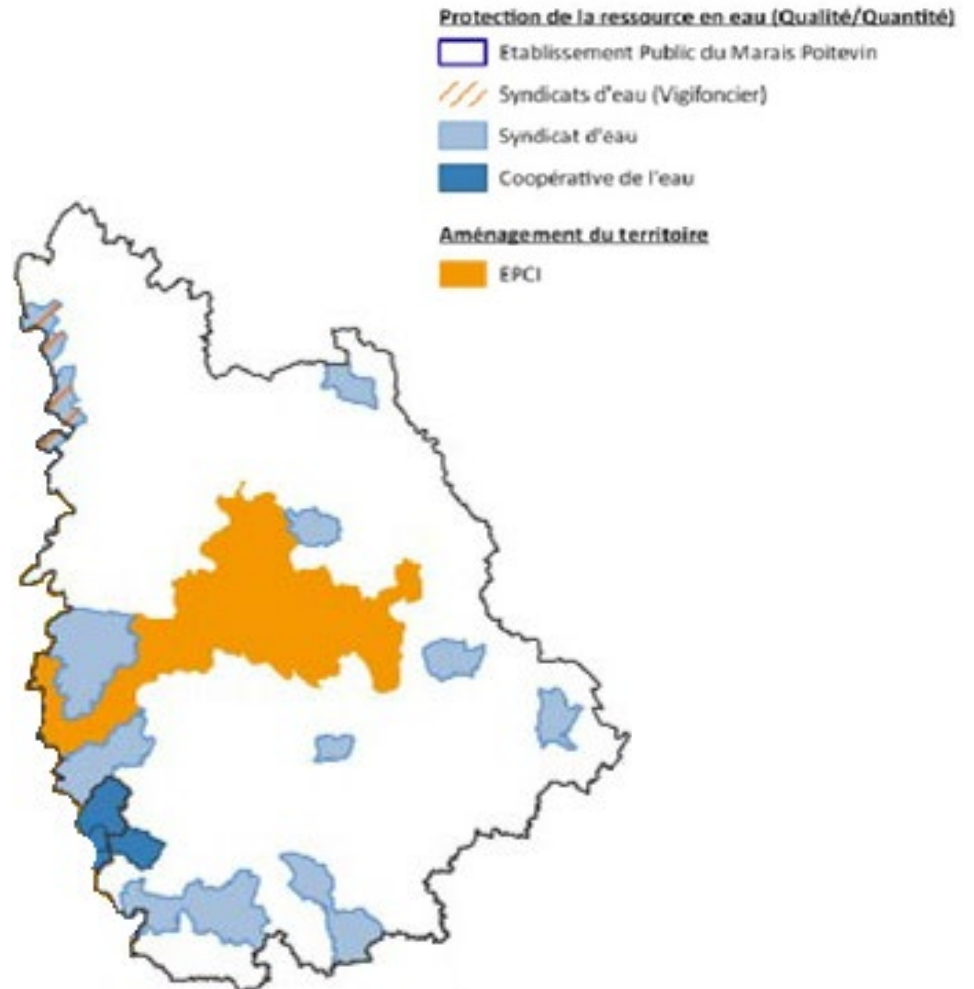 Protection de la ressource en eau (Qualité/Quantité)
Etablissement Public du Marais Poitevin
Syndicats d'eau (Vigifoncier)
Syndicat d'eau
Coopérative de l'eau
Aménagement du territoire
EPCI